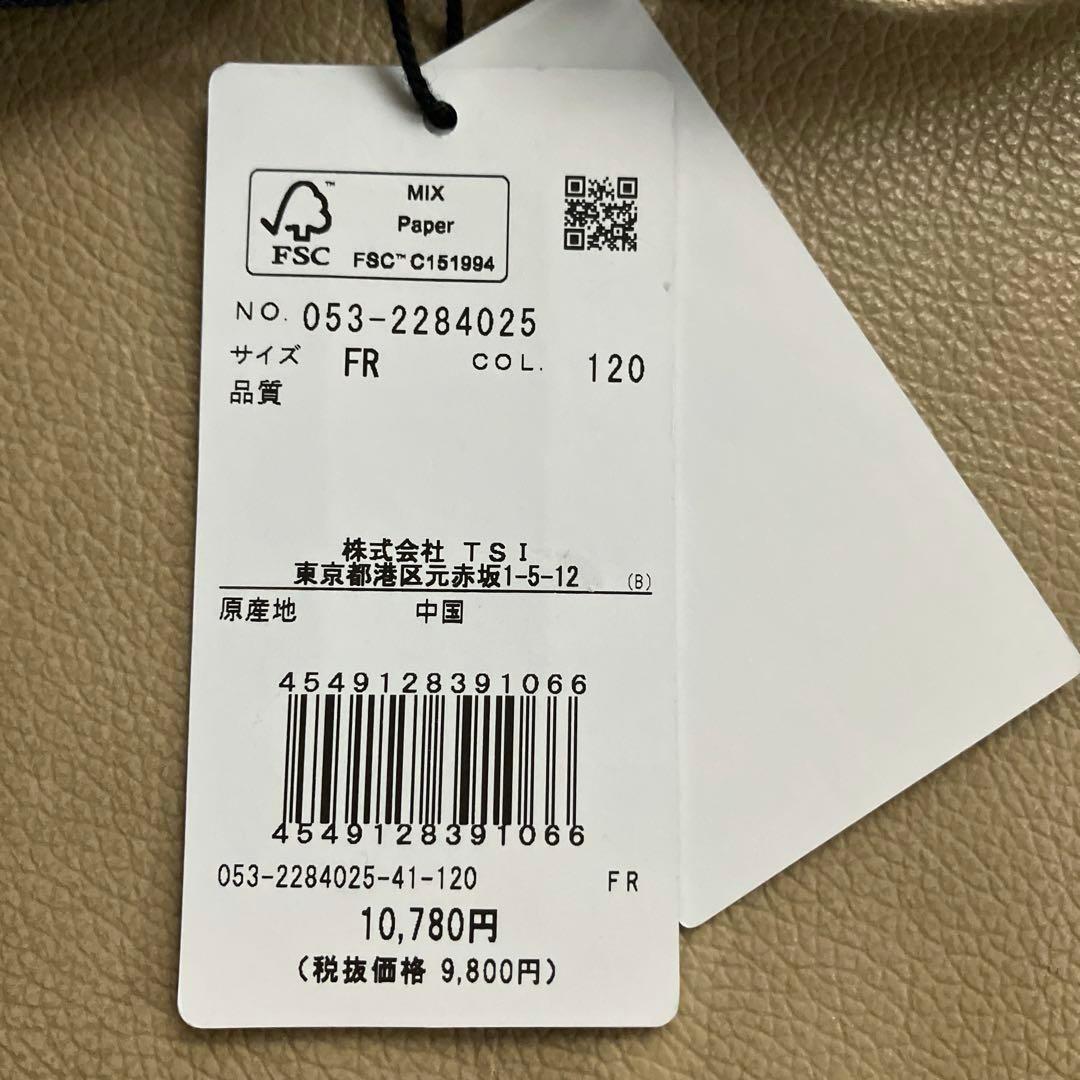 MIX
Paper
FSC™ C151994
FSC
NO. 053-2284025
サイズ FR COL. 120
品質
株式会社 TSI
東京都港区元赤坂1-5-12 (B)
原産地 中国
4549128391066
4549128391066
053-2284025-41-120 FR
10,780円
(税抜価格 9,800円)